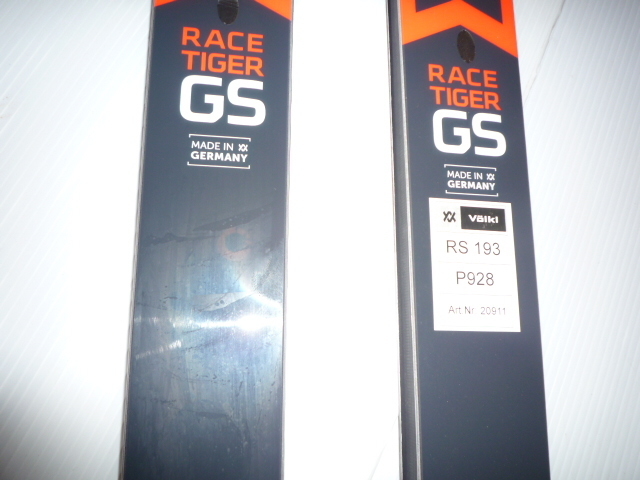 RACE
TIGER
GS
MADE IN
GERMANY
RACE
TIGER
GS
MADE IN
GERMANY
Völkl
RS 193
P928
Art Nr. 20911